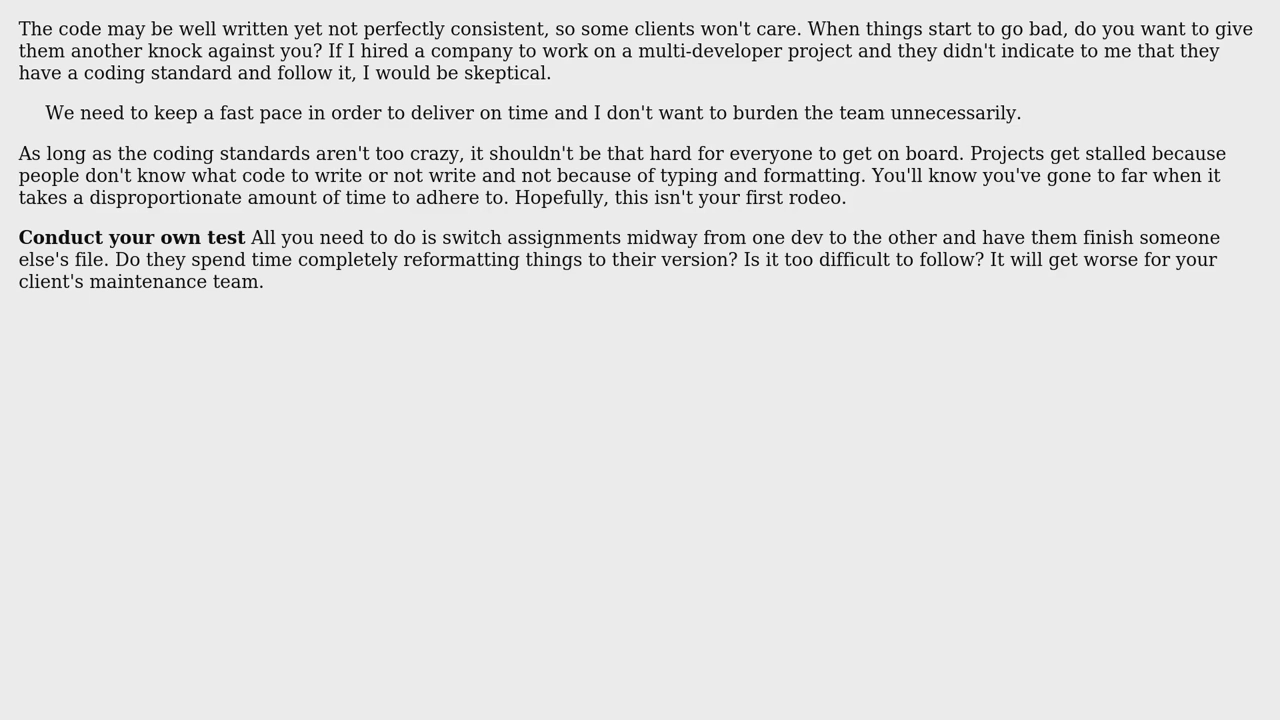 The code may be well written yet not perfectly consistent, so some clients won't care. When things start to go bad, do you want to give
them another knock against you? If I hired a company to work on a multi-developer project and they didn't indicate to me that they
have a coding standard and follow it, I would be skeptical.
We need to keep a fast pace in order to deliver on time and I don't want to burden the team unnecessarily.
As long as the coding standards aren't too crazy, it shouldn't be that hard for everyone to get on board. Projects get stalled because
people don't know what code to write or not write and not because of typing and formatting. You'll know you've gone to far when it
takes a disproportionate amount of time to adhere to. Hopefully, this isn't your first rodeo.
Conduct your own test All you need to do is switch assignments midway from one dev to the other and have them finish someone
else's file. Do they spend time completely reformatting things to their version? Is it too difficult to follow? It will get worse for your
client's maintenance team.